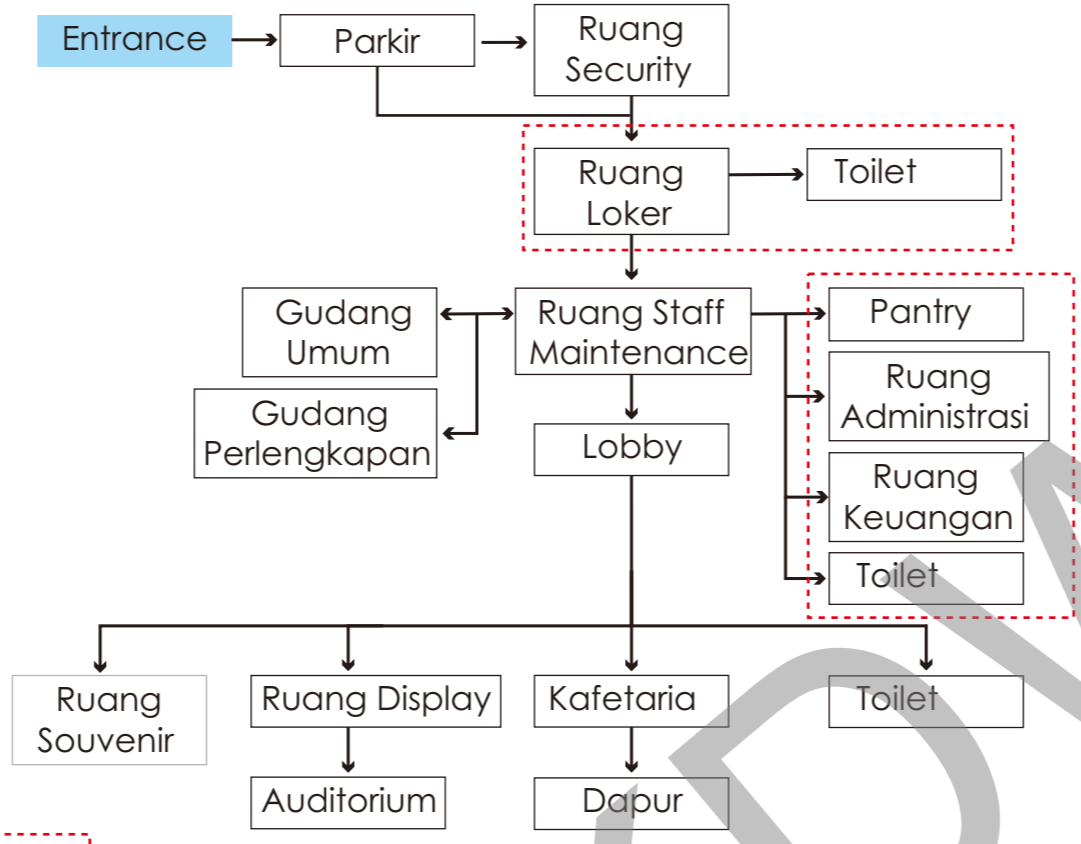 Entrance
Parkir
Ruang
Security
Ruang
Loker
Toilet
Gudang
Umum
Ruang Staff
Maintenance
Pantry
Gudang
Perlengkapan
Ruang
Administrasi
Lobby
Ruang
Keuangan
Toilet
Ruang
Souvenir
Ruang Display
Kafetaria
Toilet
Auditorium
Dapur